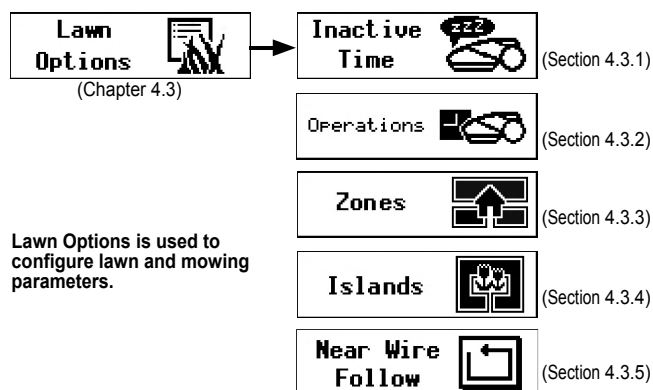 Lawn
Options
(Chapter 4.3)
Inactive
Time
zzz
(Section 4.3.1)
Operations
(Section 4.3.2)
Zones
(Section 4.3.3)
Lawn Options is used to
configure lawn and mowing
parameters.
Islands
(Section 4.3.4)
Near Wire
Follow
(Section 4.3.5)